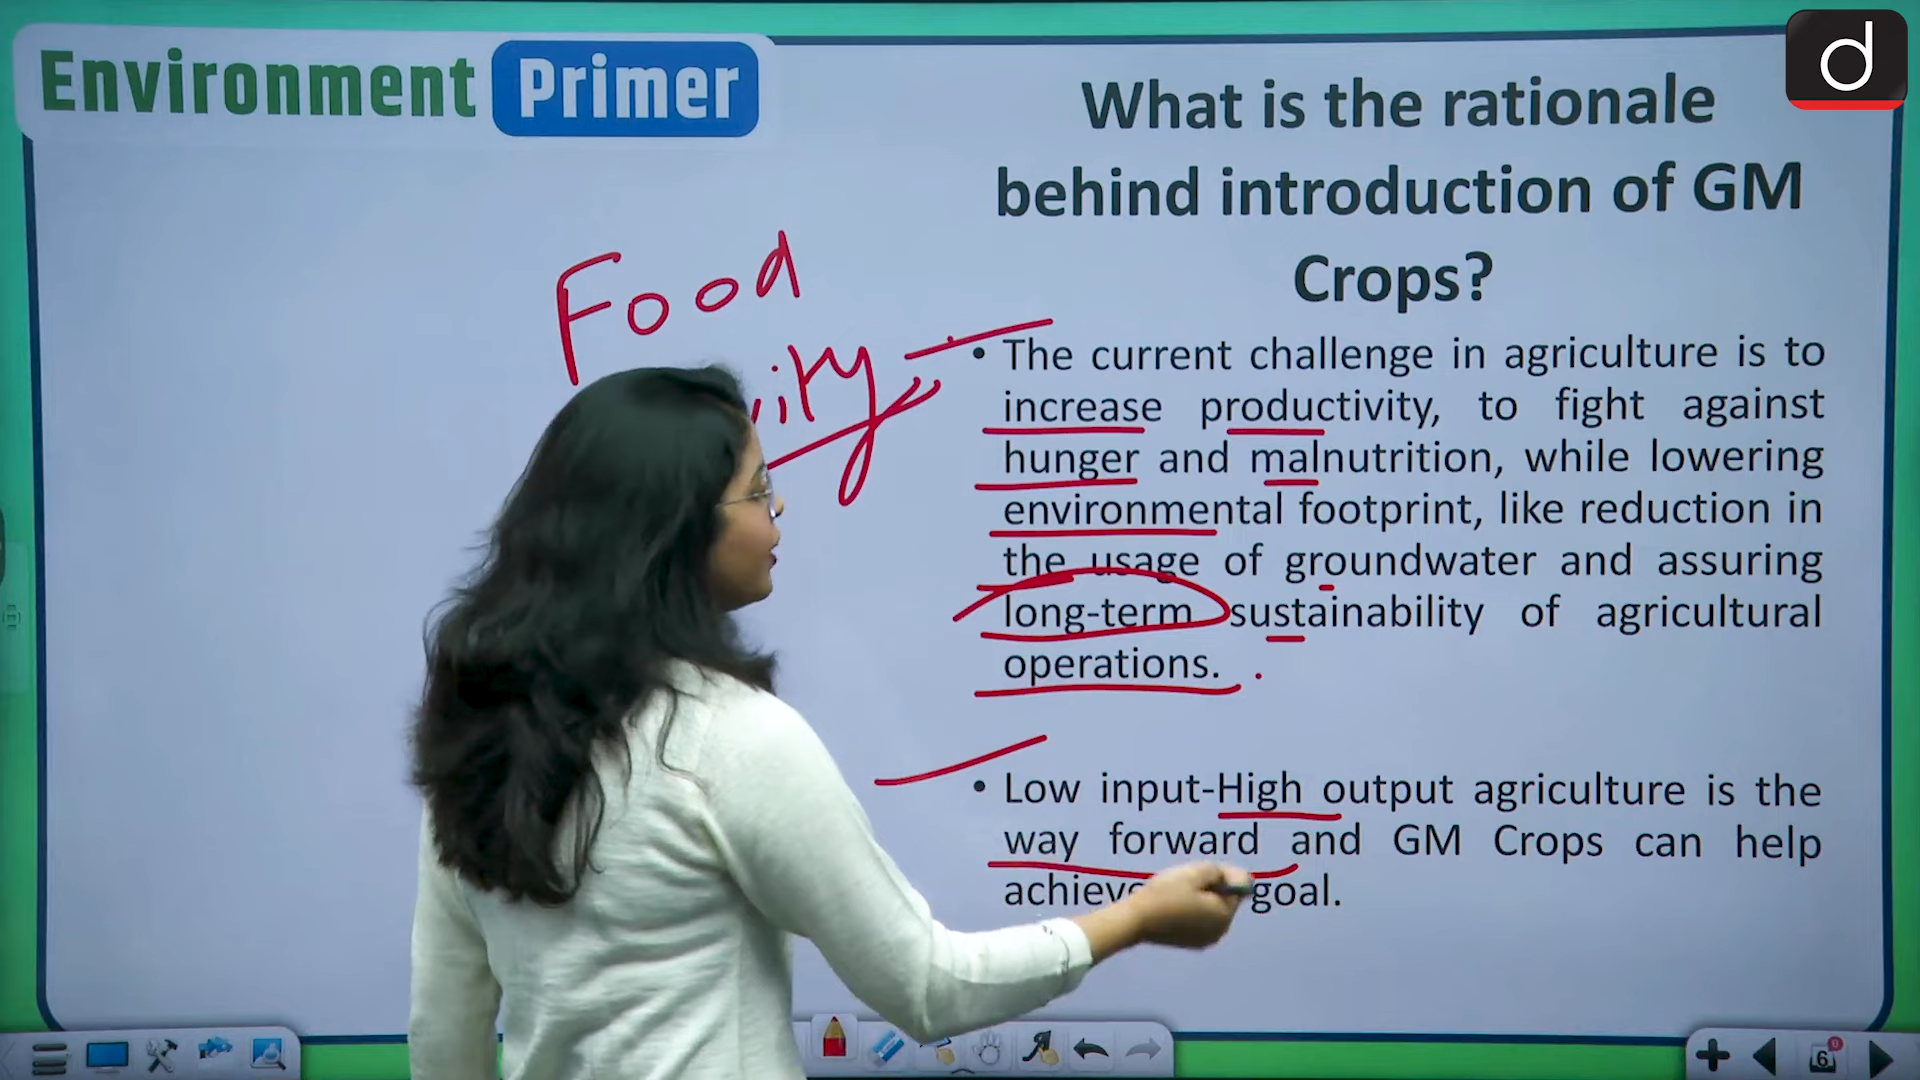 Environment Primer
d
What is the rationale
behind introduction of GM
Crops?
Food
• The current challenge in agriculture is to
increase productivity, to fight against
hunger and malnutrition, while lowering
environmental footprint, like reduction in
the usage of groundwater and assuring
long-term sustainability of agricultural
operations.
• Low input-High output agriculture is the
way forward and GM Crops can help
goal.
6
0